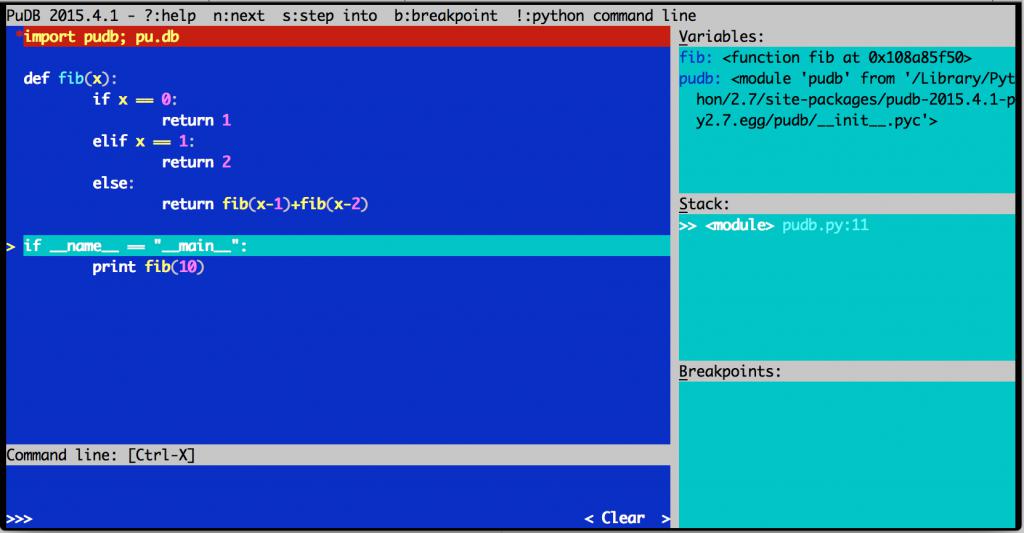 PuDB 2015.4.1 - ?:help  n:next  s:step into  b:breakpoint  !:python command line
*import pudb; pu.db
def fib(x):
if x == 0:
return 1
elif x == 1:
return 2
else:
return fib(x-1)+fib(x-2)
> if __name__ == "__main__":
print fib(10)
Command line: [Ctrl-X]
>>>
< Clear  >
Variables:
fib: <function fib at 0x108a85f50>
pudb: <module 'pudb' from '/Library/Pyt
hon/2.7/site-packages/pudb-2015.4.1-p
y2.7.egg/pudb/__init__.pyc'>
Stack:
>> <module> pudb.py:11
Breakpoints: